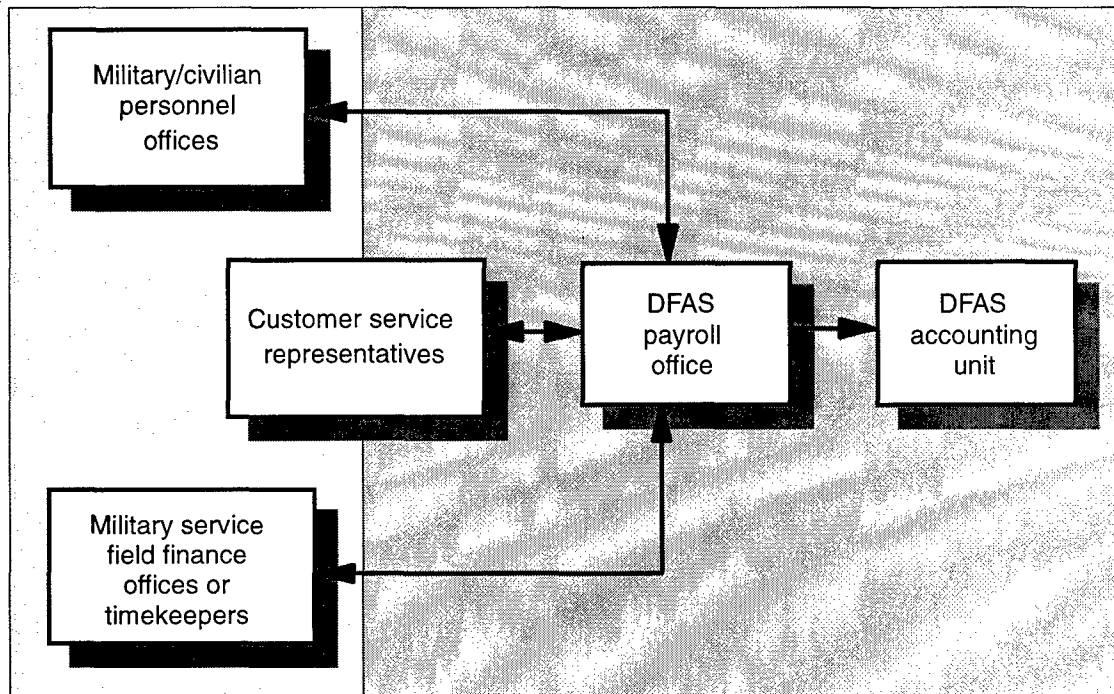 Military/civilian
personnel
offices
Customer service
representatives
DFAS
payroll
office
DFAS
accounting
unit
Military service
field finance
offices or
timekeepers